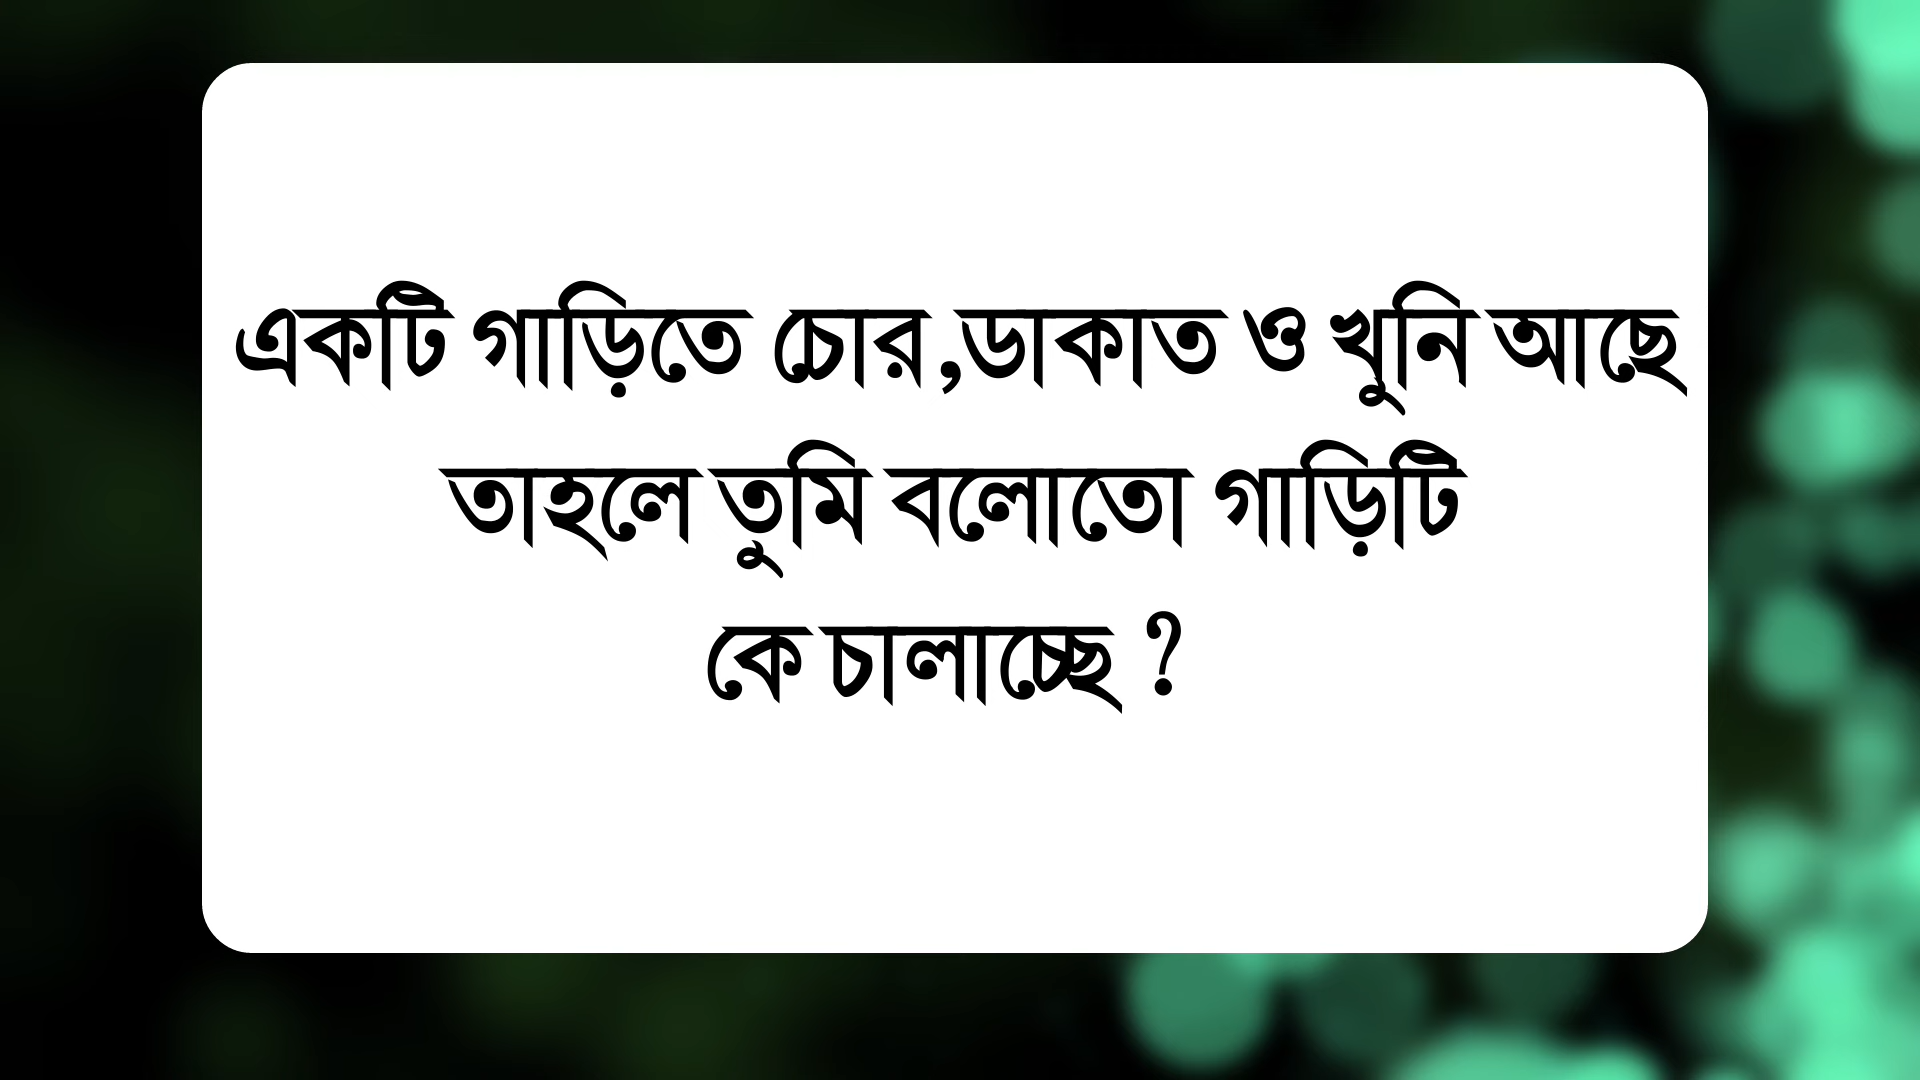 একটি গাড়িতে চোর,ডাকাত ও খুনি আছে
তাহলে তুমি বলোতো গাড়িটি
কে চালাচ্ছে ?